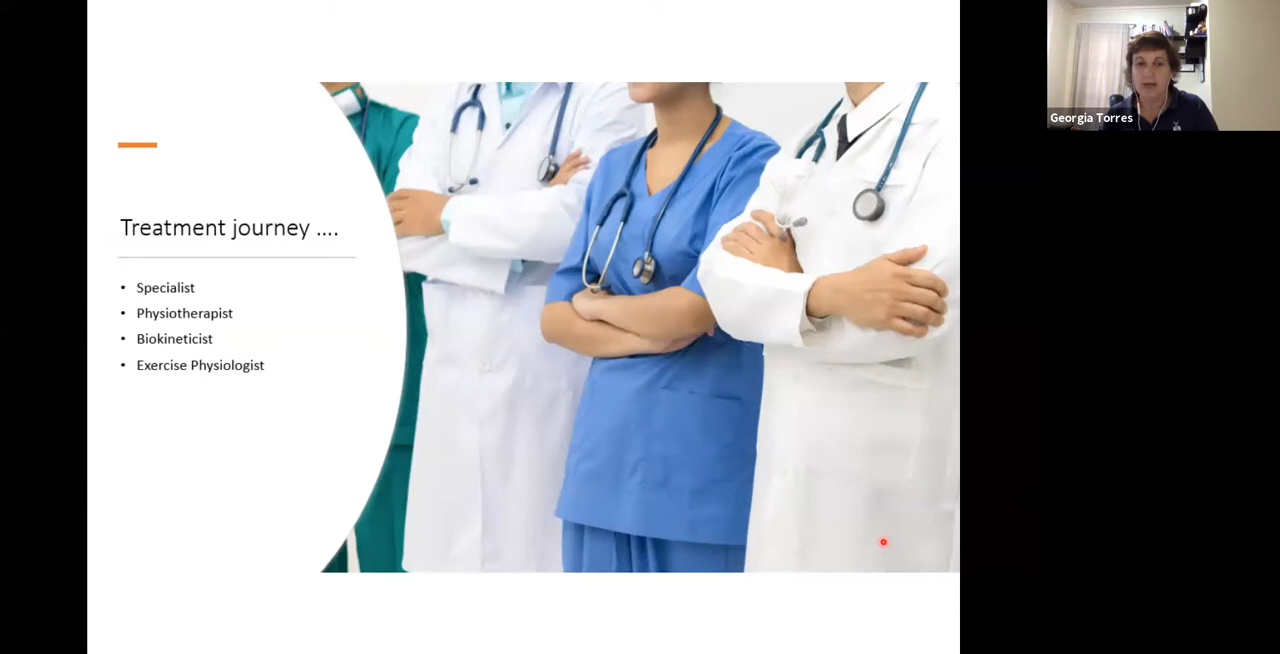 Treatment journey ....
• Specialist
• Physiotherapist
• Biokineticist
• Exercise Physiologist
Georgia Torres